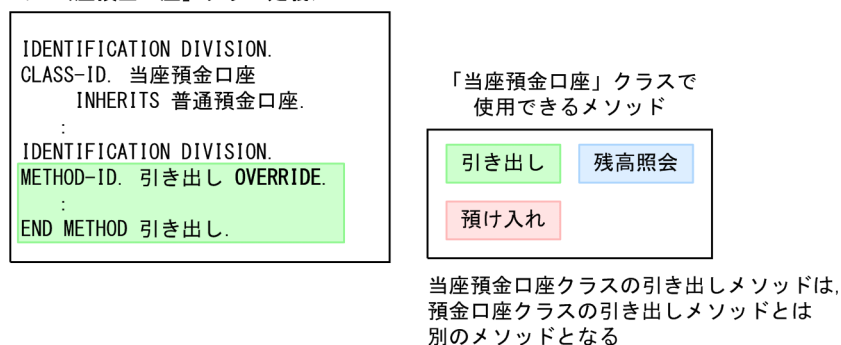 IDENTIFICATION DIVISION.
CLASS-ID. 当座預金口座
INHERITS 普通預金口座.
:
IDENTIFICATION DIVISION.
METHOD-ID. 引き出し OVERRIDE.
:
END METHOD 引き出し.
「当座預金口座」クラスで
使用できるメソッド
引き出し 残高照会
預け入れ
当座預金口座クラスの引き出しメソッドは,
預金口座クラスの引き出しメソッドとは
別のメソッドとなる